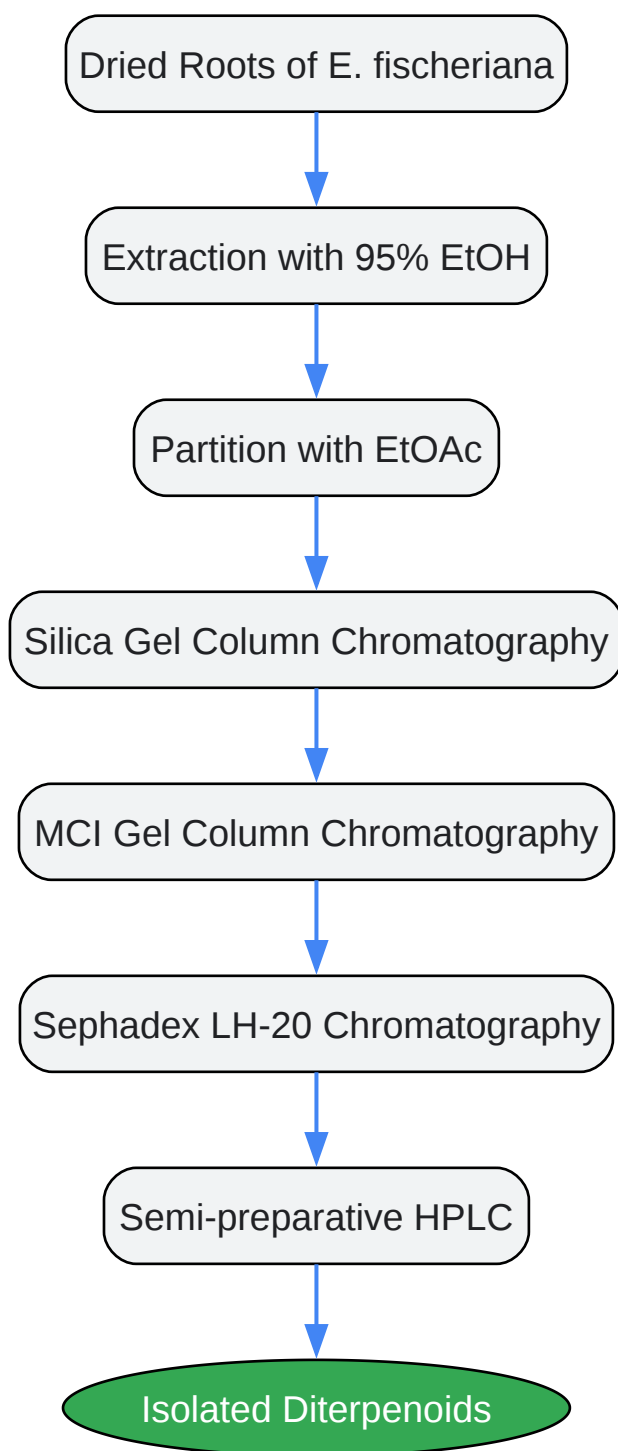 Dried Roots of E. fischeriana
Extraction with 95% EtOH
Partition with EtOAc
Silica Gel Column Chromatography
MCI Gel Column Chromatography
Sephadex LH-20 Chromatography
Semi-preparative HPLC
Isolated Diterpenoids